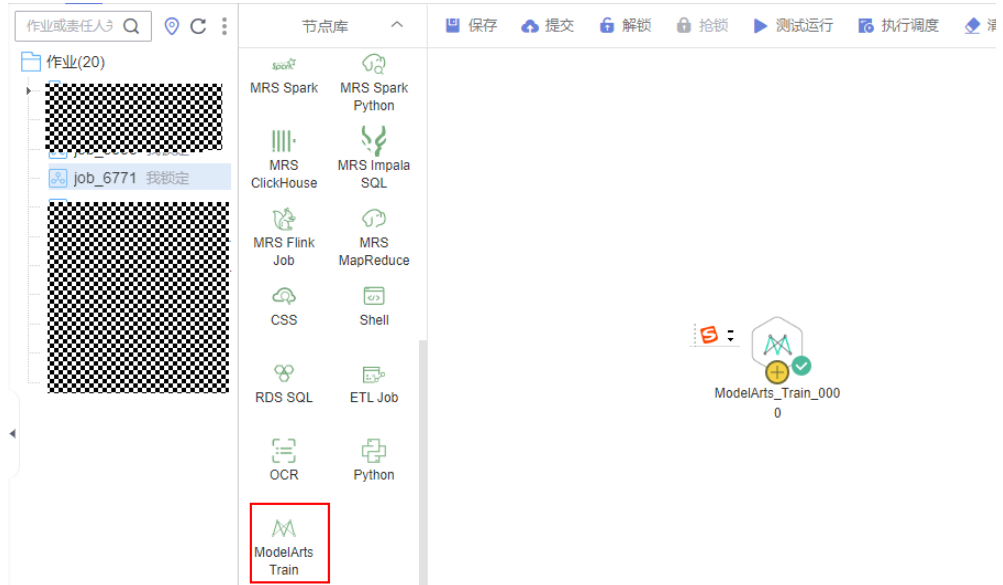 作业或责任人
节点库
保存
提交
解锁
抢锁
测试运行
执行调度
作业(20)
job_6771 我锁定
Spark
MRS Spark
MRS Spark
Python
MRS
ClickHouse
MRS Impala
SQL
MRS Flink
Job
MRS
MapReduce
CSS
Shell
RDS SQL
ETL Job
OCR
Python
ModelArts
Train
ModelArts_Train_000
0